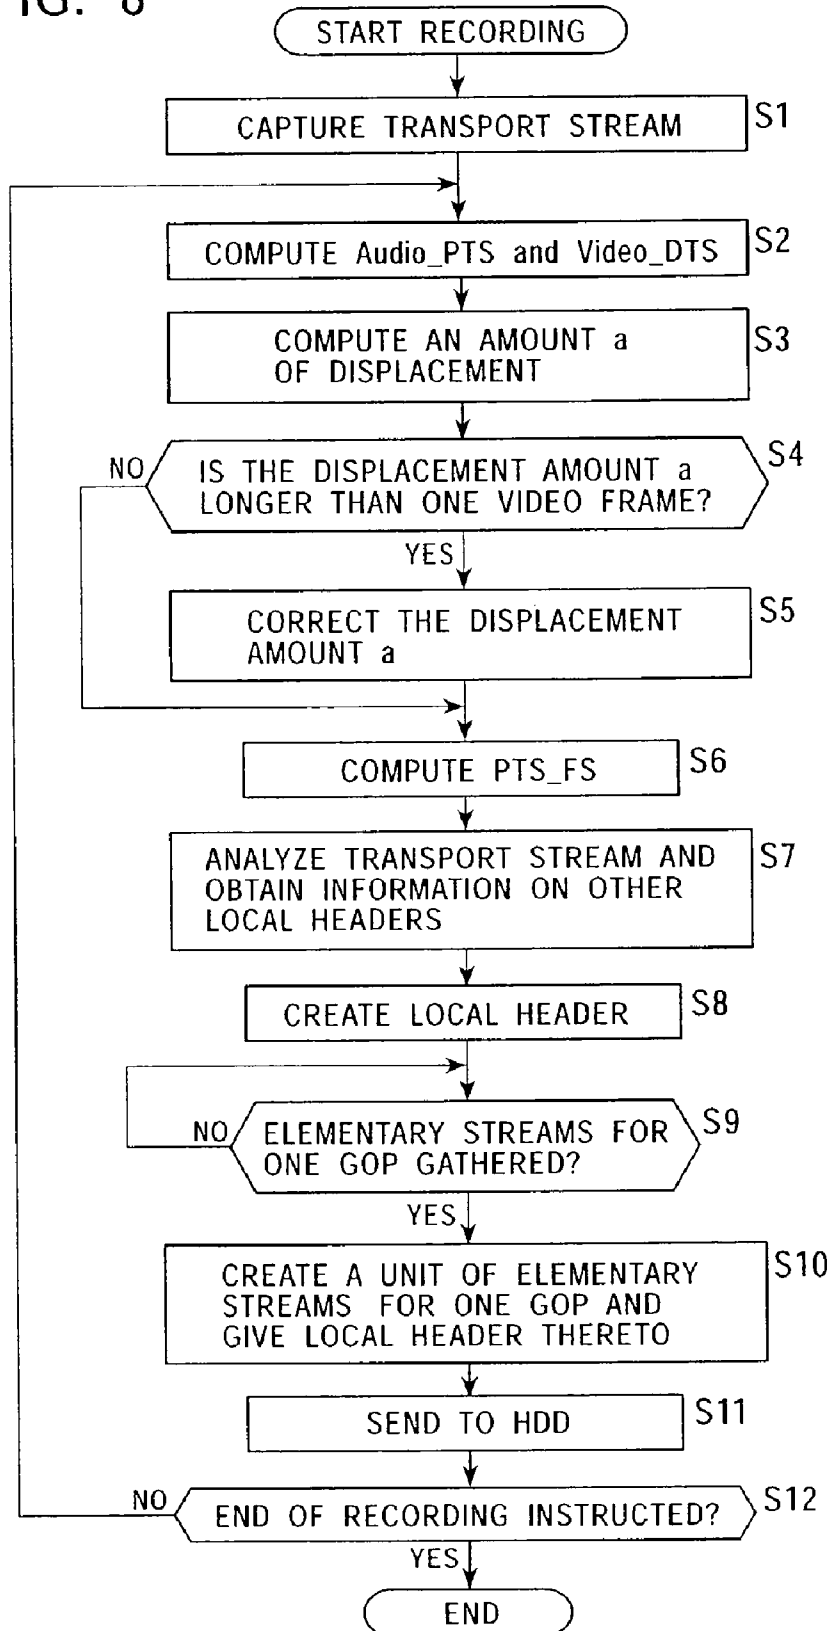 START RECORDING
CAPTURE TRANSPORT STREAM
S1
COMPUTE Audio_PTS and Video_DTS
S2
COMPUTE AN AMOUNT a
OF DISPLACEMENT
S3
NO
IS THE DISPLACEMENT AMOUNT a
LONGER THAN ONE VIDEO FRAME?
S4
YES
CORRECT THE DISPLACEMENT
AMOUNT a
S5
COMPUTE PTS_FS
S6
ANALYZE TRANSPORT STREAM AND
OBTAIN INFORMATION ON OTHER
LOCAL HEADERS
S7
CREATE LOCAL HEADER
S8
NO
ELEMENTARY STREAMS FOR
ONE GOP GATHERED?
S9
YES
CREATE A UNIT OF ELEMENTARY
STREAMS FOR ONE GOP AND
GIVE LOCAL HEADER THERETO
S10
SEND TO HDD
S11
NO
END OF RECORDING INSTRUCTED?
S12
YES
END